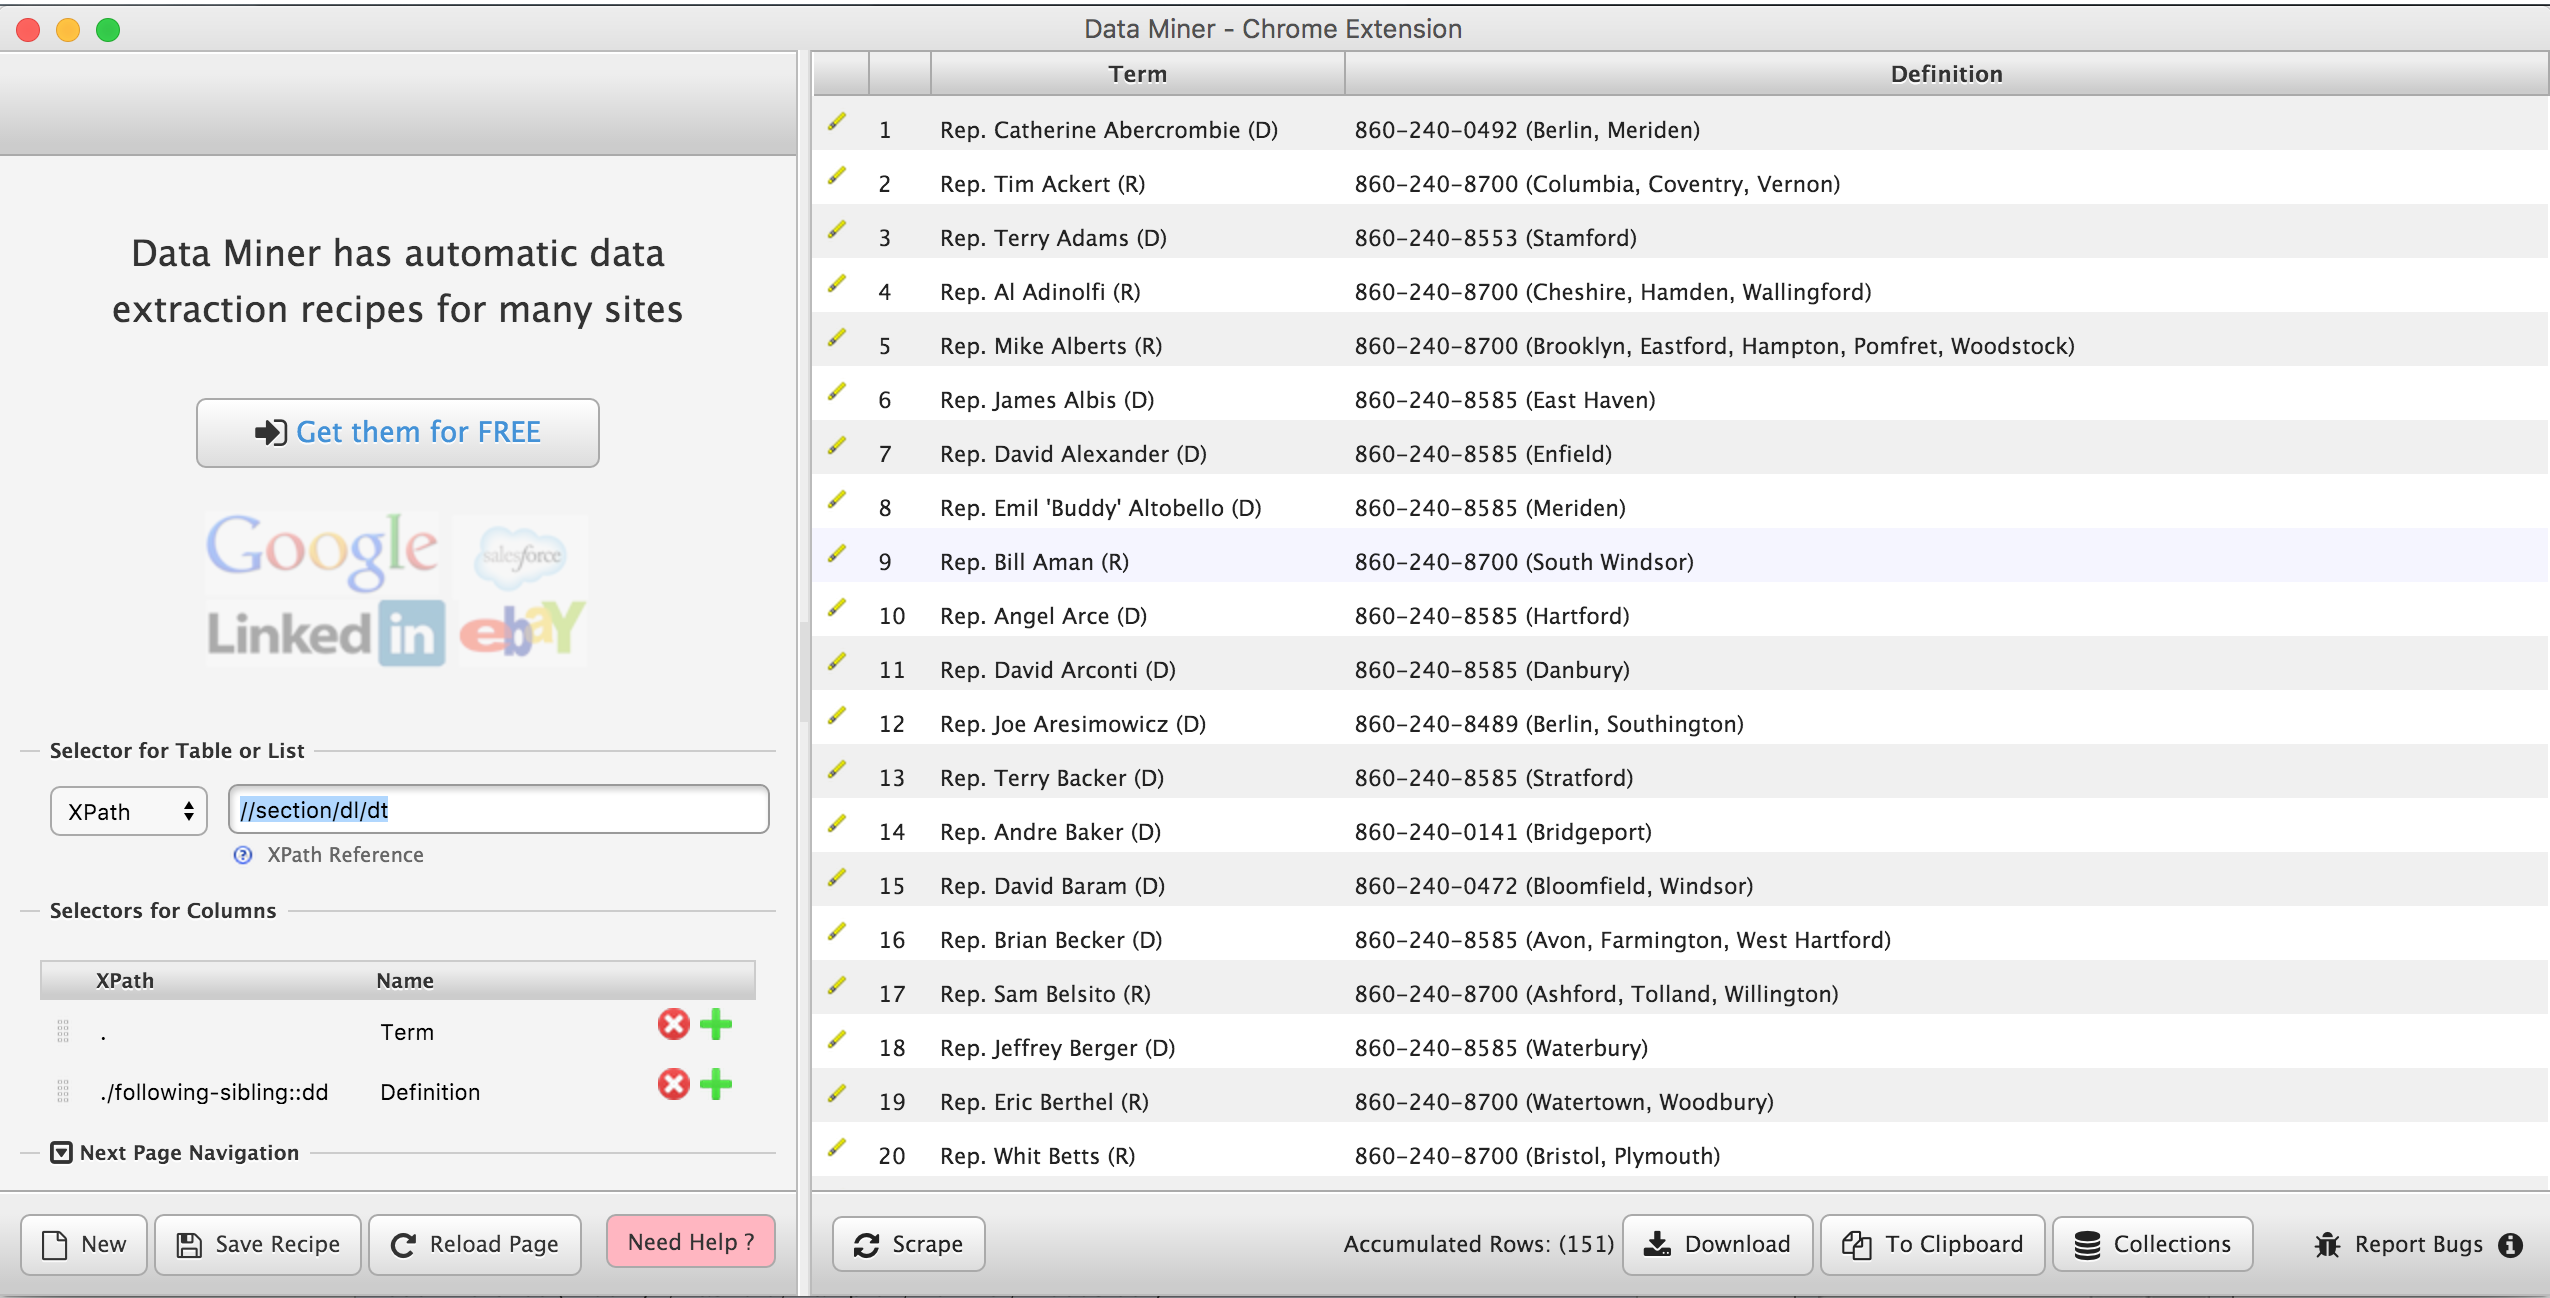 Data Miner - Chrome Extension
Data Miner has automatic data
extraction recipes for many sites
Get them for FREE
Google
salesforce
Linked in
ebaY
Selector for Table or List
XPath
//section/dl/dt
XPath Reference
Selectors for Columns
XPath Name
. Term
./following-sibling::dd Definition
Next Page Navigation
New Save Recipe Reload Page Need Help ?
Term Definition
1 Rep. Catherine Abercrombie (D) 860-240-0492 (Berlin, Meriden)
2 Rep. Tim Ackert (R) 860-240-8700 (Columbia, Coventry, Vernon)
3 Rep. Terry Adams (D) 860-240-8553 (Stamford)
4 Rep. Al Adinolfi (R) 860-240-8700 (Cheshire, Hamden, Wallingford)
5 Rep. Mike Alberts (R) 860-240-8700 (Brooklyn, Eastford, Hampton, Pomfret, Woodstock)
6 Rep. James Albis (D) 860-240-8585 (East Haven)
7 Rep. David Alexander (D) 860-240-8585 (Enfield)
8 Rep. Emil 'Buddy' Altobello (D) 860-240-8585 (Meriden)
9 Rep. Bill Aman (R) 860-240-8700 (South Windsor)
10 Rep. Angel Arce (D) 860-240-8585 (Hartford)
11 Rep. David Arconti (D) 860-240-8585 (Danbury)
12 Rep. Joe Aresimowicz (D) 860-240-8489 (Berlin, Southington)
13 Rep. Terry Backer (D) 860-240-8585 (Stratford)
14 Rep. Andre Baker (D) 860-240-0141 (Bridgeport)
15 Rep. David Baram (D) 860-240-0472 (Bloomfield, Windsor)
16 Rep. Brian Becker (D) 860-240-8585 (Avon, Farmington, West Hartford)
17 Rep. Sam Belsito (R) 860-240-8700 (Ashford, Tolland, Willington)
18 Rep. Jeffrey Berger (D) 860-240-8585 (Waterbury)
19 Rep. Eric Berthel (R) 860-240-8700 (Watertown, Woodbury)
20 Rep. Whit Betts (R) 860-240-8700 (Bristol, Plymouth)
Scrape Accumulated Rows: (151) Download To Clipboard Collections Report Bugs